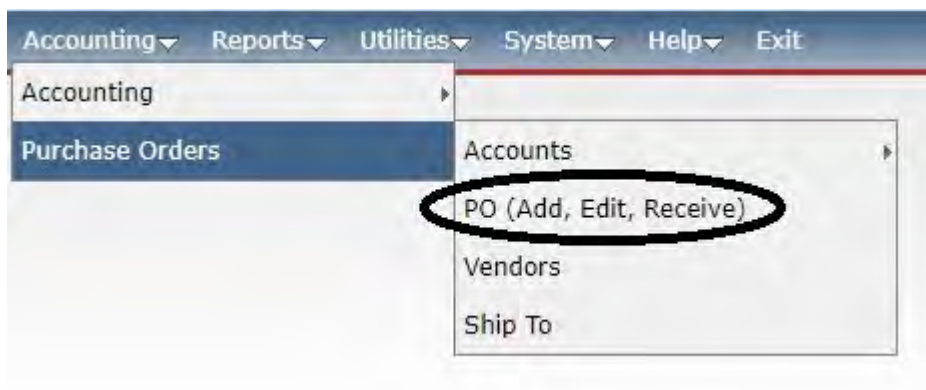 Accounting Reports Utilities System Help Exit
Accounting
Purchase Orders
Accounts
PO (Add, Edit, Receive)
Vendors
Ship To